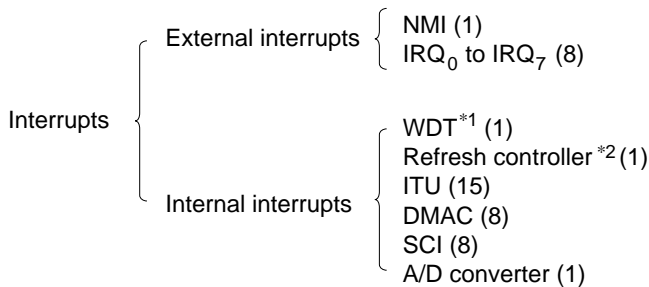 Interrupts
External interrupts
NMI (1)
IRQ0 to IRQ7 (8)
Internal interrupts
WDT*1 (1)
Refresh controller *2 (1)
ITU (15)
DMAC (8)
SCI (8)
A/D converter (1)